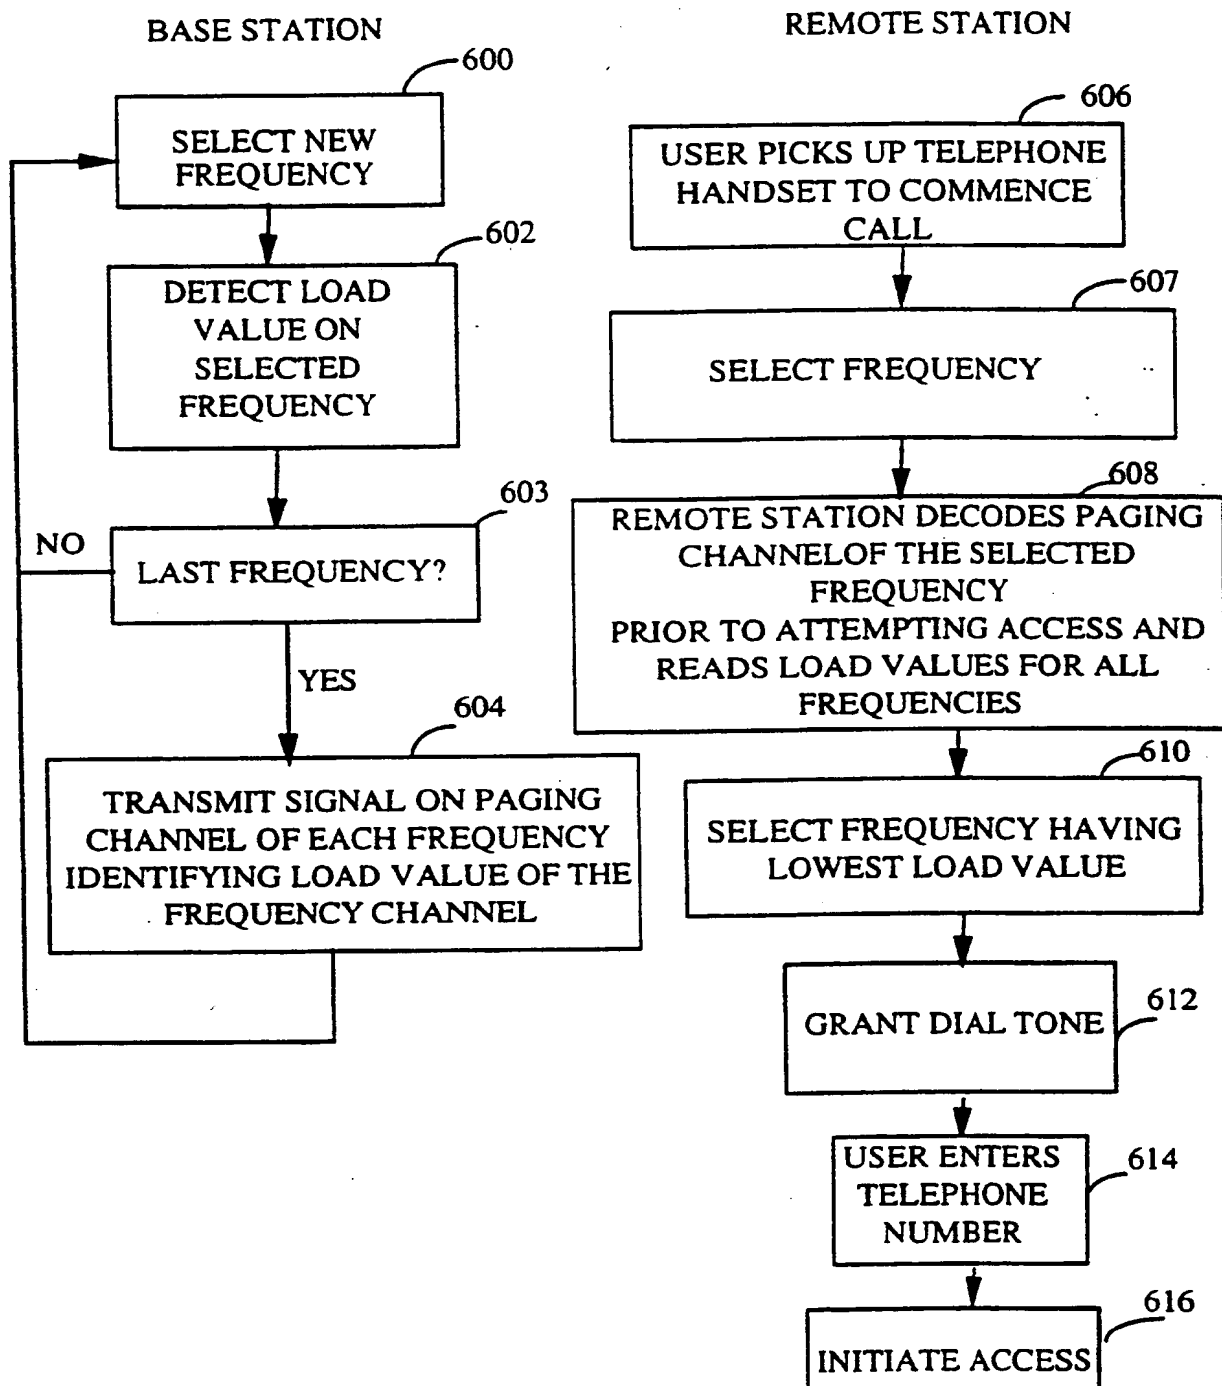 BASE STATION
600
SELECT NEW
FREQUENCY
602
DETECT LOAD
VALUE ON
SELECTED
FREQUENCY
603
NO
LAST FREQUENCY?
YES
604
TRANSMIT SIGNAL ON PAGING
CHANNEL OF EACH FREQUENCY
IDENTIFYING LOAD VALUE OF THE
FREQUENCY CHANNEL
REMOTE STATION
606
USER PICKS UP TELEPHONE
HANDSET TO COMMENCE
CALL
607
SELECT FREQUENCY
608
REMOTE STATION DECODES PAGING
CHANNELOF THE SELECTED
FREQUENCY
PRIOR TO ATTEMPTING ACCESS AND
READS LOAD VALUES FOR ALL
FREQUENCIES
610
SELECT FREQUENCY HAVING
LOWEST LOAD VALUE
612
GRANT DIAL TONE
614
USER ENTERS
TELEPHONE
NUMBER
616
INITIATE ACCESS